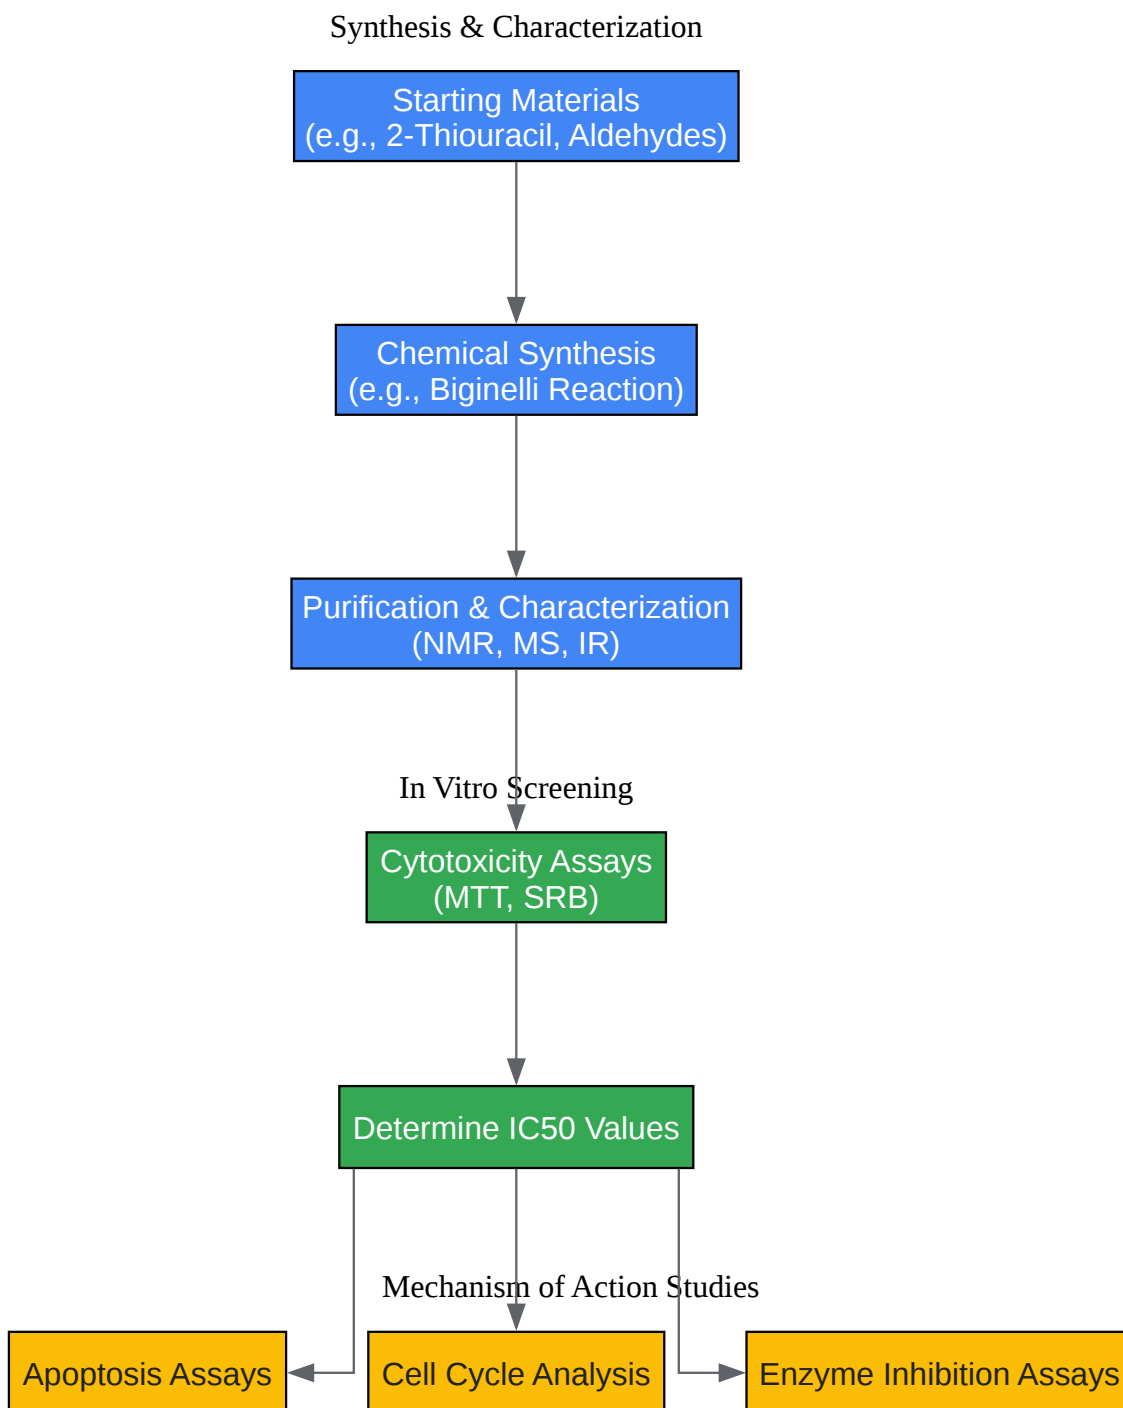 Synthesis & Characterization
Starting Materials
(e.g., 2-Thiouracil, Aldehydes)
Chemical Synthesis
(e.g., Biginelli Reaction)
Purification & Characterization
(NMR, MS, IR)
In Vitro Screening
Cytotoxicity Assays
(MTT, SRB)
Determine IC50 Values
Mechanism of Action Studies
Apoptosis Assays
Cell Cycle Analysis
Enzyme Inhibition Assays